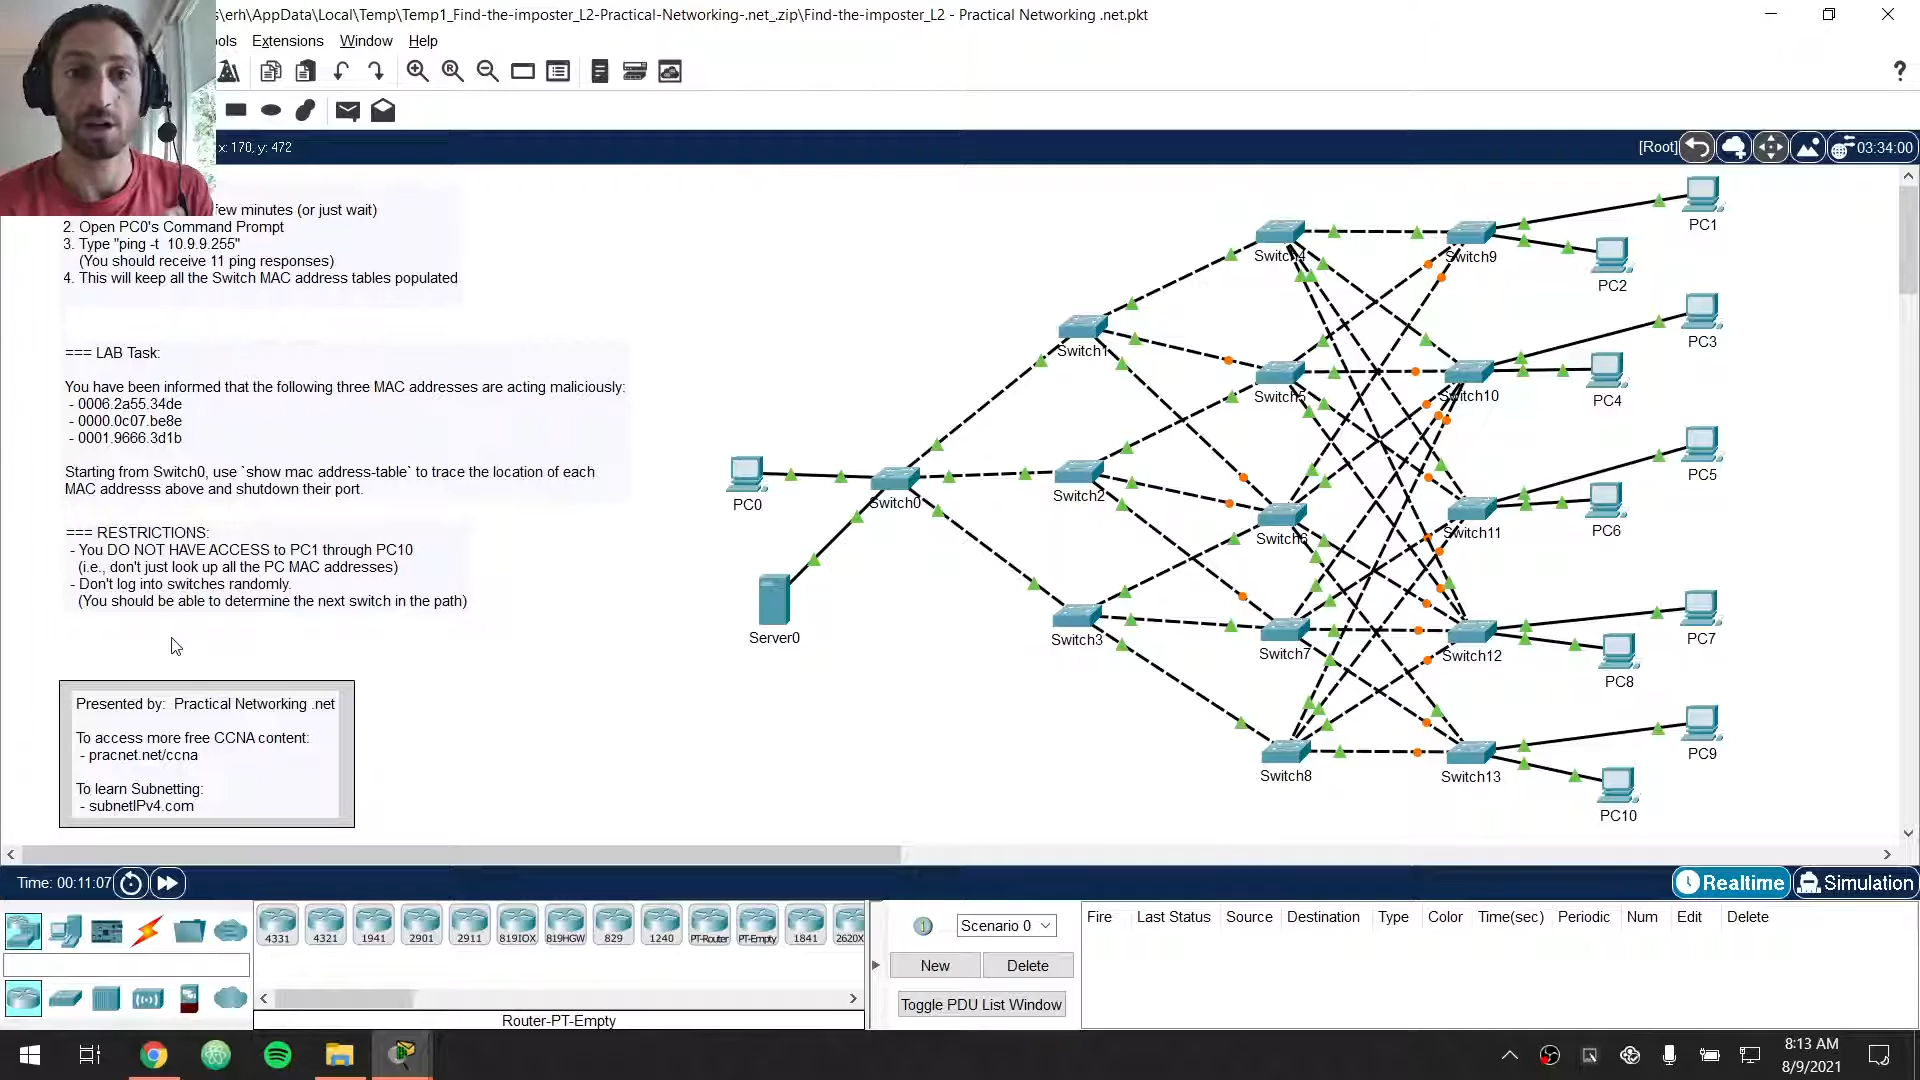 s\erh\AppData\Local\Temp\Temp1_Find-the-imposter_L2-Practical-Networking-.net_.zip\Find-the-imposter_L2 - Practical Networking .net.pkt
ols Extensions Window Help
x: 170, y: 472
[Root]
03:34:00
few minutes (or just wait)
2. Open PC0's Command Prompt
3. Type "ping -t 10.9.9.255"
(You should receive 11 ping responses)
4. This will keep all the Switch MAC address tables populated
=== LAB Task:
You have been informed that the following three MAC addresses are acting maliciously:
- 0006.2a55.34de
- 0000.0c07.be8e
- 0001.9666.3d1b
Starting from Switch0, use `show mac address-table` to trace the location of each
MAC addresss above and shutdown their port.
=== RESTRICTIONS:
- You DO NOT HAVE ACCESS to PC1 through PC10
(i.e., don't just look up all the PC MAC addresses)
- Don't log into switches randomly.
(You should be able to determine the next switch in the path)
Presented by: Practical Networking .net
To access more free CCNA content:
- pracnet.net/ccna
To learn Subnetting:
- subnetIPv4.com
PC0
Server0
Switch0
Switch1
Switch2
Switch3
Switch4
Switch5
Switch6
Switch7
Switch8
Switch9
Switch10
Switch11
Switch12
Switch13
PC1
PC2
PC3
PC4
PC5
PC6
PC7
PC8
PC9
PC10
Time: 00:11:07
Realtime
Simulation
4331 4321 1941 2901 2911 819IOX 819HGW 829 1240 PT-Router PT-Empty 1841 2620X
Router-PT-Empty
Scenario 0
New
Delete
Toggle PDU List Window
Fire Last Status Source Destination Type Color Time(sec) Periodic Num Edit Delete
8:13 AM
8/9/2021